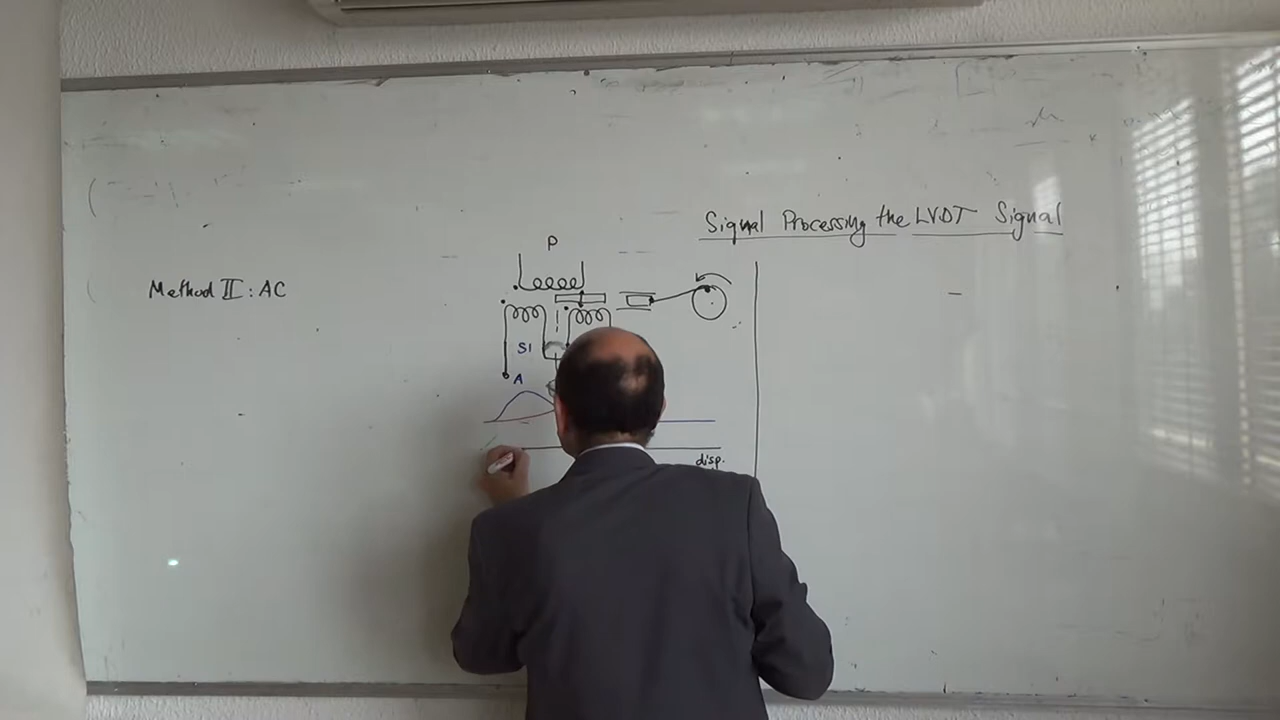 Signal Processing the LVDT Signal
P
Method II : AC
S1
A
disp.